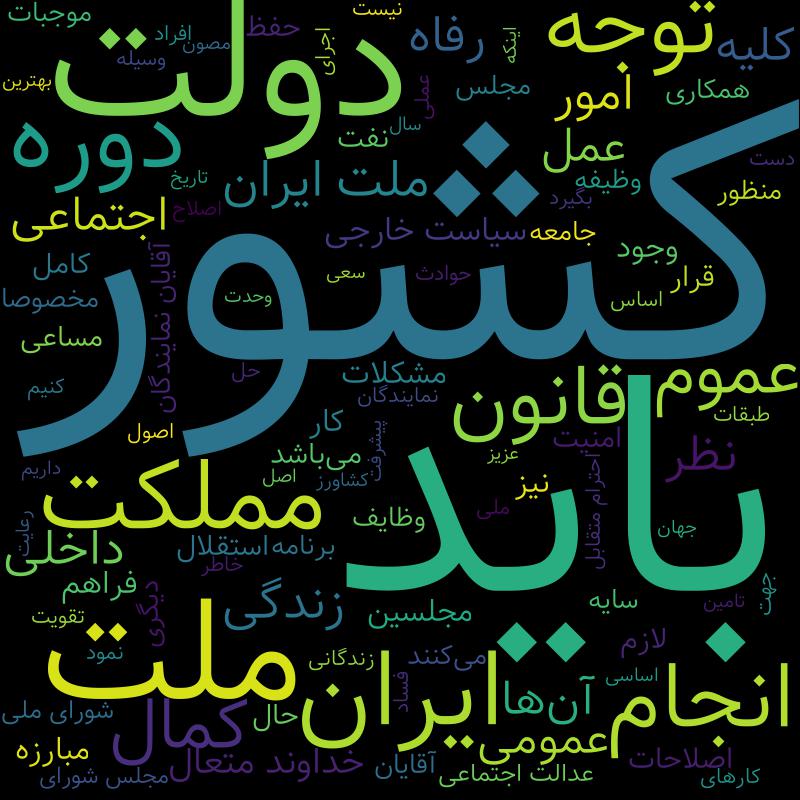 موجبات
افراد
مصون
وسیله
حفظ
نیست
اجرای
رفاه
اینکه
توجه
کلیه
بهترین
دولت
عملی
مجلس
امور
همکاری
دوره
نفت
سال
عمل
دست
تاریخ
ملت ایران
وظیفه
بگیرد
منظور
اجتماعی
اصلاح
سیاست خارجی
جامعه
کشور
وجود
کامل
آقایان نمایندگان
سعی
حوادث
قرار
مخصوصا
وحدت
اساس
مساعی
حل
مشکلات
عموم
کنیم
نمایندگان
قانون
طبقات
اصول
کار
پیشرفت
امنیت
نظر
داریم
می‌باشد
عزیز
اصل
کشاورز
نیز
احترام متقابل
باید
مملکت
ملی
رعایت
وظایف
جهان
داخلی
برنامه
استقلال
خاطر
فراهم
دیگری
زندگی
مجلسین
سایه
تامین
جهت
تقویت
ملت
نمود
زندگانی
می‌کنند
لازم
ایران
فساد
آن‌ها
اساسی
انجام
شورای ملی
کمال
حال
مبارزه
خداوند متعال
آقایان
عمومی
اصلاحات
مجلس شورای
عدالت اجتماعی
کارهای